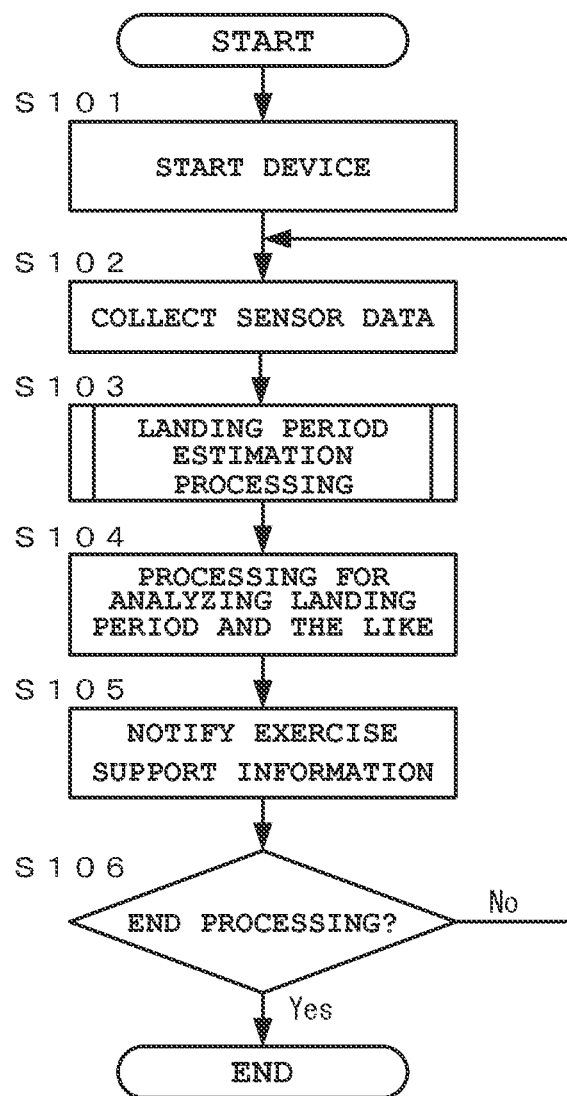 START
S101
START DEVICE
S102
COLLECT SENSOR DATA
S103
LANDING PERIOD
ESTIMATION
PROCESSING
S104
PROCESSING FOR
ANALYZING LANDING
PERIOD AND THE LIKE
S105
NOTIFY EXERCISE
SUPPORT INFORMATION
S106
END PROCESSING?
No
Yes
END